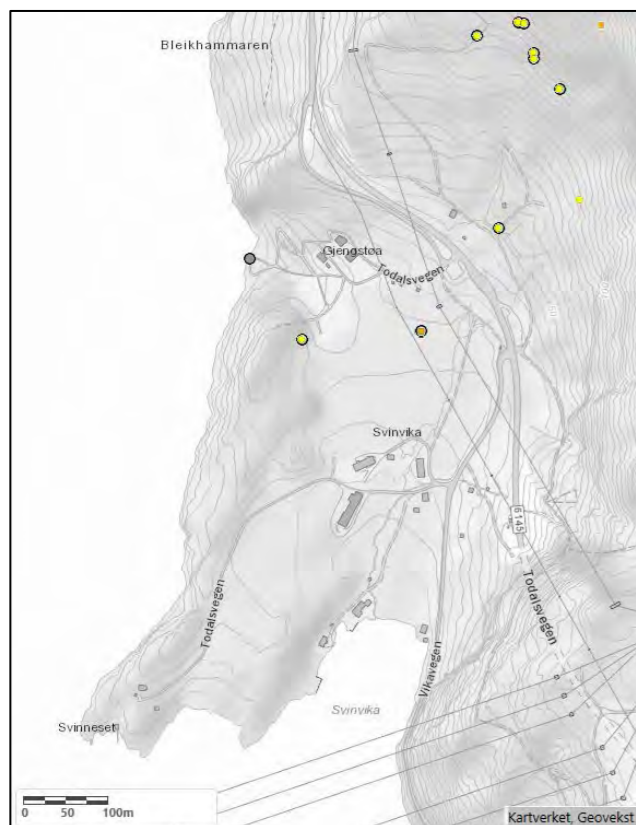 Bleikhammaren
Gjengstøa
Todalsvegen
Svinvika
6145
Todalsvegen
Todalsvegen
Vikavegen
Svinvika
Svinneset
0 50 100m
Kartverket, Geovekst